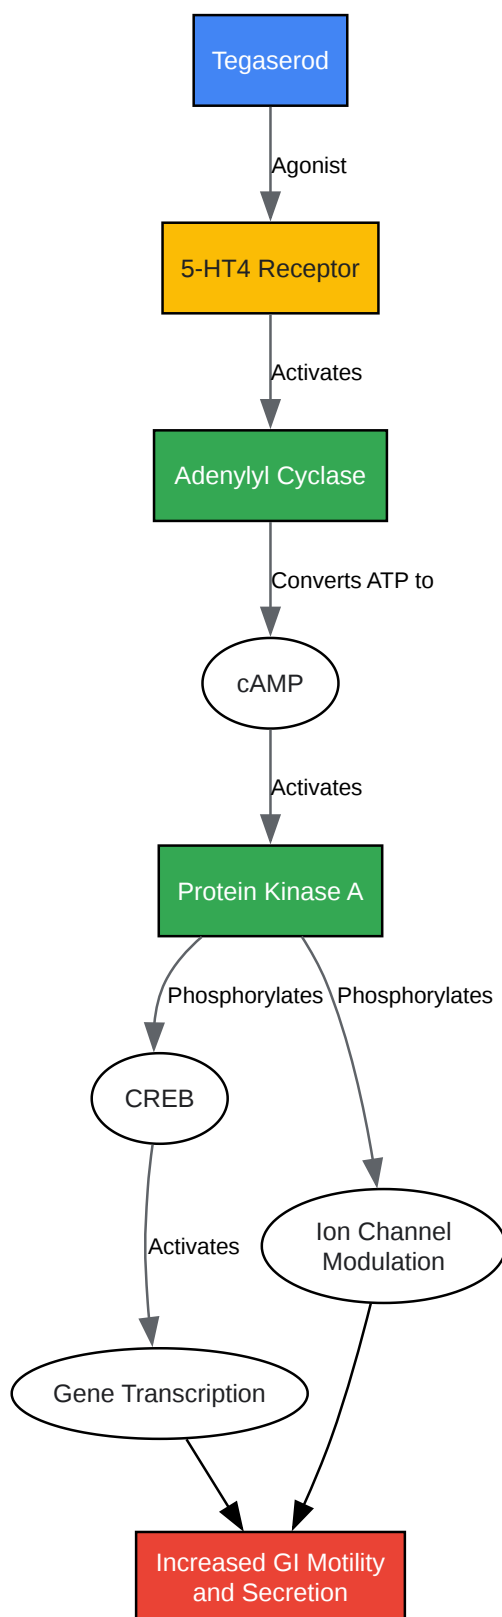 Tegaserod
Agonist
5-HT4 Receptor
Activates
Adenylyl Cyclase
Converts ATP to
cAMP
Activates
Protein Kinase A
Phosphorylates
Phosphorylates
CREB
Ion Channel
Modulation
Activates
Gene Transcription
Increased GI Motility
and Secretion